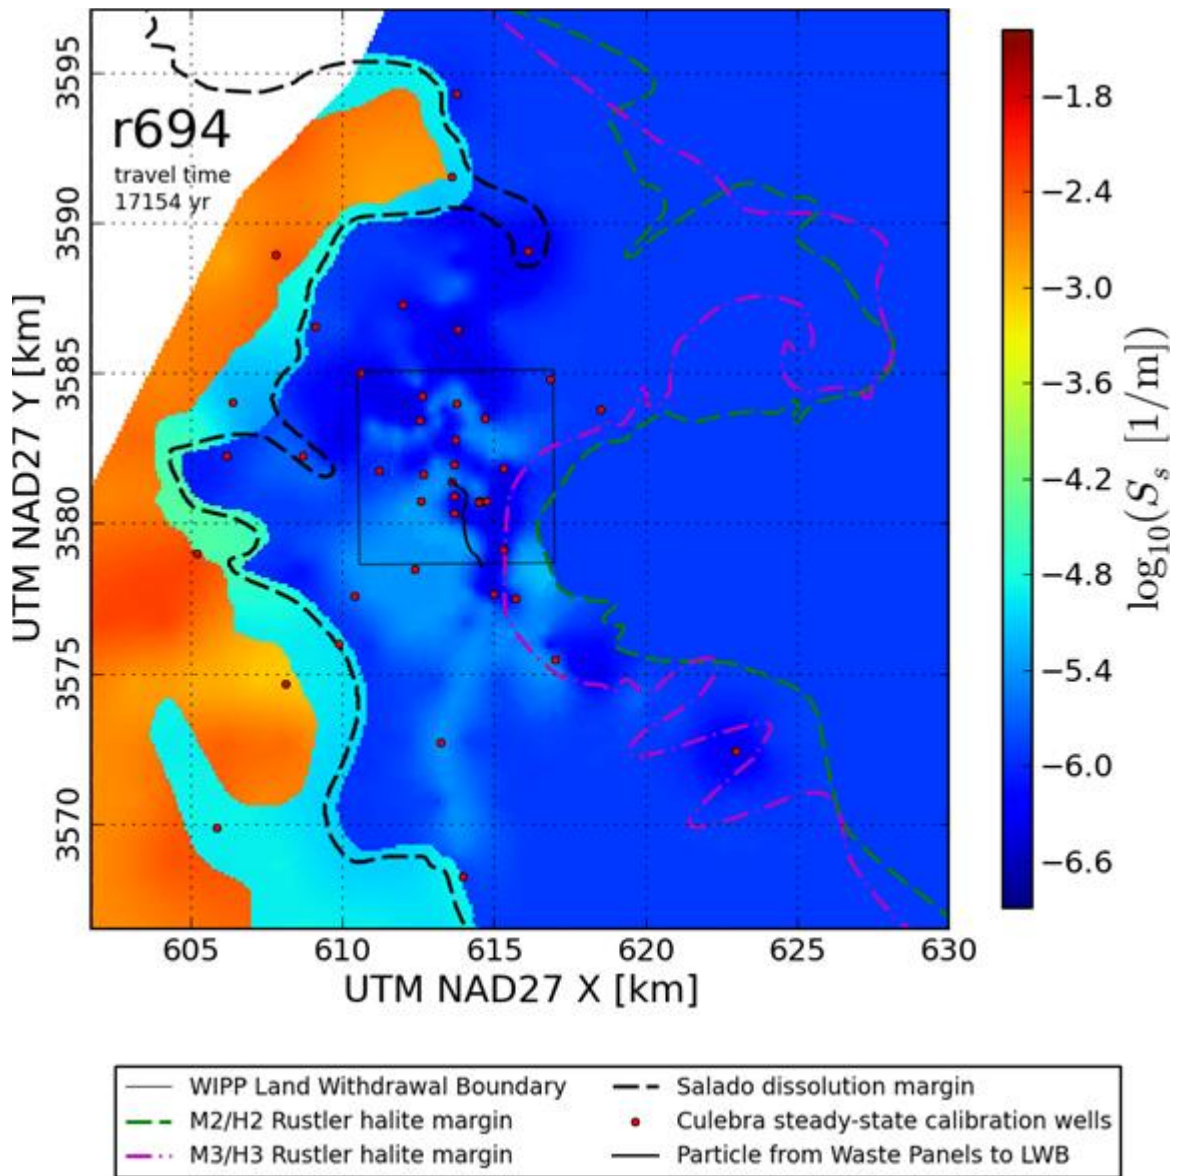 r694
travel time
17154 yr
3595
3590
3585
3580
3575
3570
UTM NAD27 Y [km]
605 610 615 620 625 630
UTM NAD27 X [km]
−1.8
−2.4
−3.0
−3.6
−4.2
−4.8
−5.4
−6.0
−6.6
log₁₀(Sₛ [1/m])
WIPP Land Withdrawal Boundary
M2/H2 Rustler halite margin
M3/H3 Rustler halite margin
Salado dissolution margin
Culebra steady-state calibration wells
Particle from Waste Panels to LWB